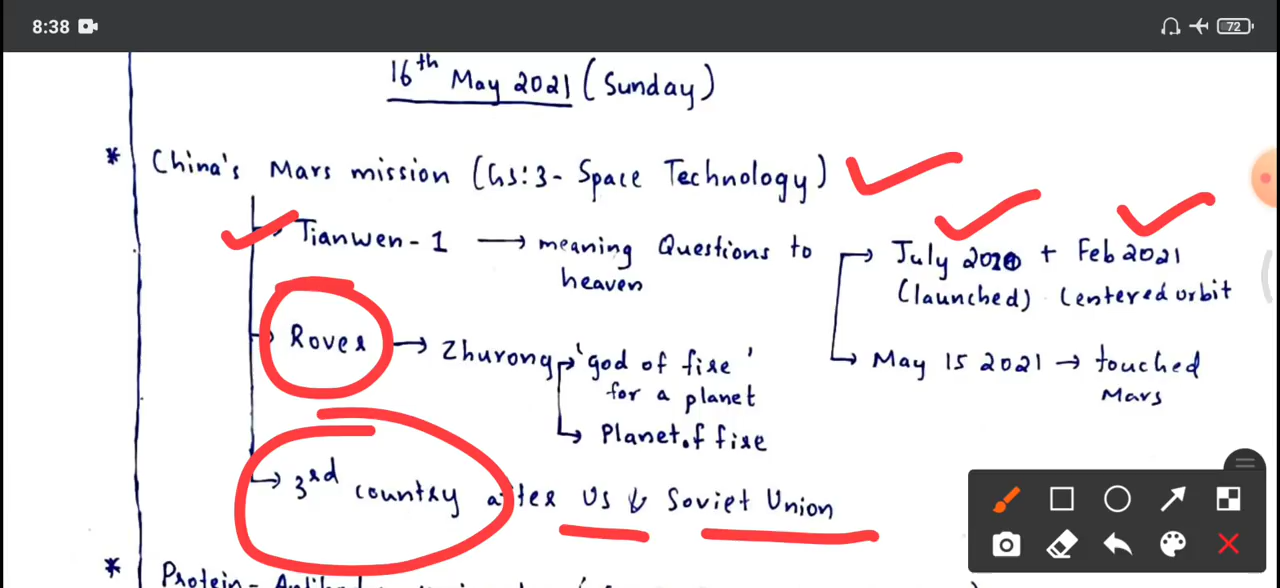 8:38
72
16th May 2021 (Sunday)
* China's Mars mission (GS:3- Space Technology)
Tianwen-1 → meaning Questions to heaven
→ July 2020 + Feb 2021
(launched) (entered orbit
→ May 15 2021 → touched
Mars
→ Rover → Zhurong → 'god of fire'
for a planet
→ Planet of fire
→ 3rd country after US & Soviet Union
* Protein-